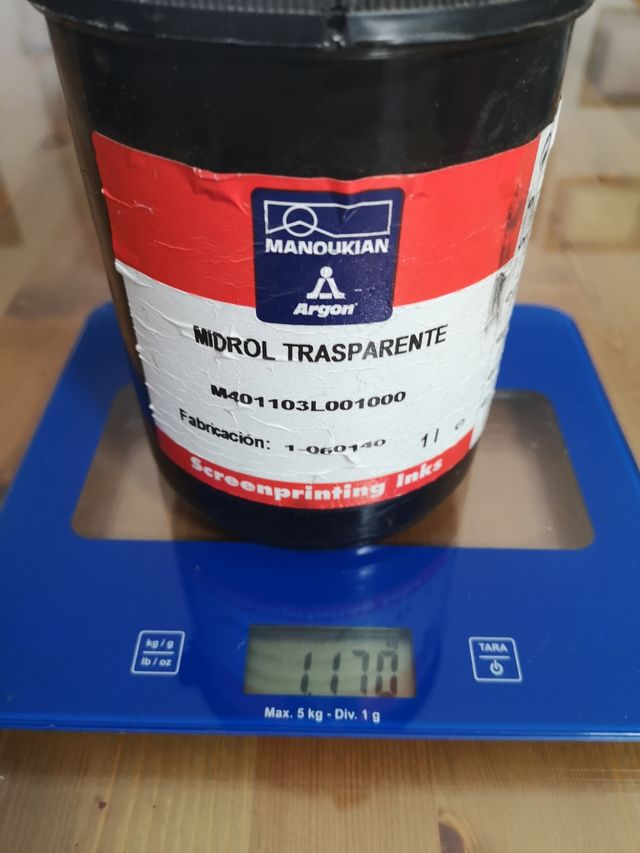 MANOUKIAN
Argon
MIDROL TRASPARENTE
M401103L001000
Fabricación: 1-060140 1 l e
Screenprinting Inks
kg / g
lb / oz
1.170
TARA
Max. 5 kg - Div. 1 g